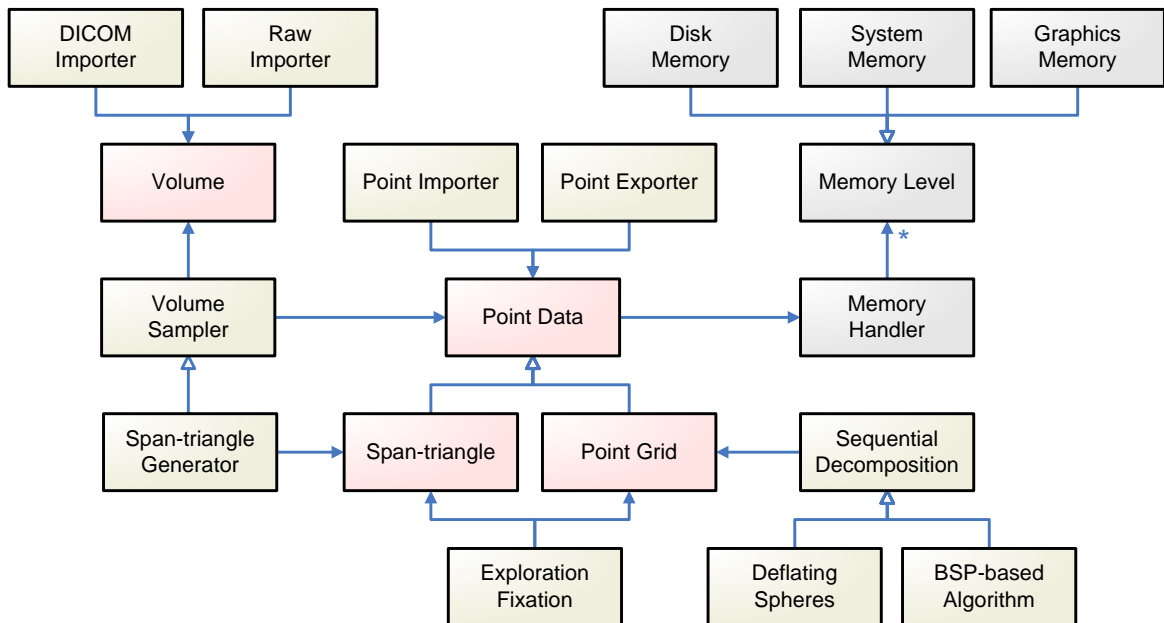 DICOM
Importer
Raw
Importer
Disk
Memory
System
Memory
Graphics
Memory
Volume
Point Importer
Point Exporter
Memory Level
*
Volume
Sampler
Point Data
Memory
Handler
Span-triangle
Generator
Span-triangle
Point Grid
Sequential
Decomposition
Exploration
Fixation
Deflating
Spheres
BSP-based
Algorithm